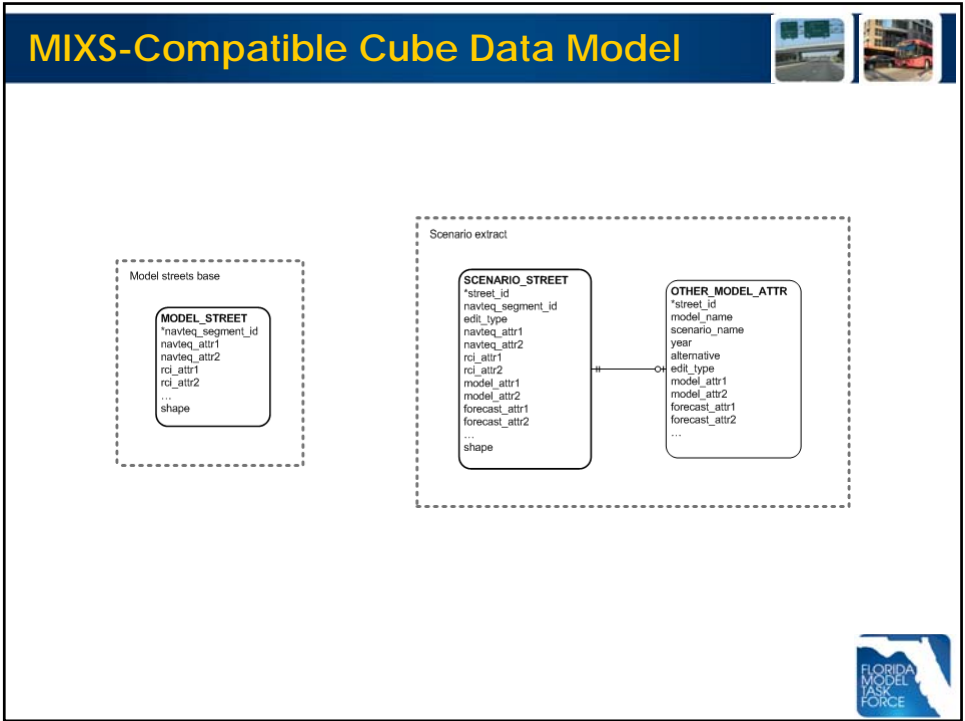 MIXS-Compatible Cube Data Model
Model streets base
MODEL_STREET
*navteq_segment_id
navteq_attr1
navteq_attr2
rci_attr1
rci_attr2
...
shape
Scenario extract
SCENARIO_STREET
*street_id
navteq_segment_id
edit_type
navteq_attr1
navteq_attr2
rci_attr1
rci_attr2
model_attr1
model_attr2
forecast_attr1
forecast_attr2
...
shape
OTHER_MODEL_ATTR
*street_id
model_name
scenario_name
year
alternative
edit_type
model_attr1
model_attr2
forecast_attr1
forecast_attr2
...
FLORIDA
MODEL
TASK
FORCE